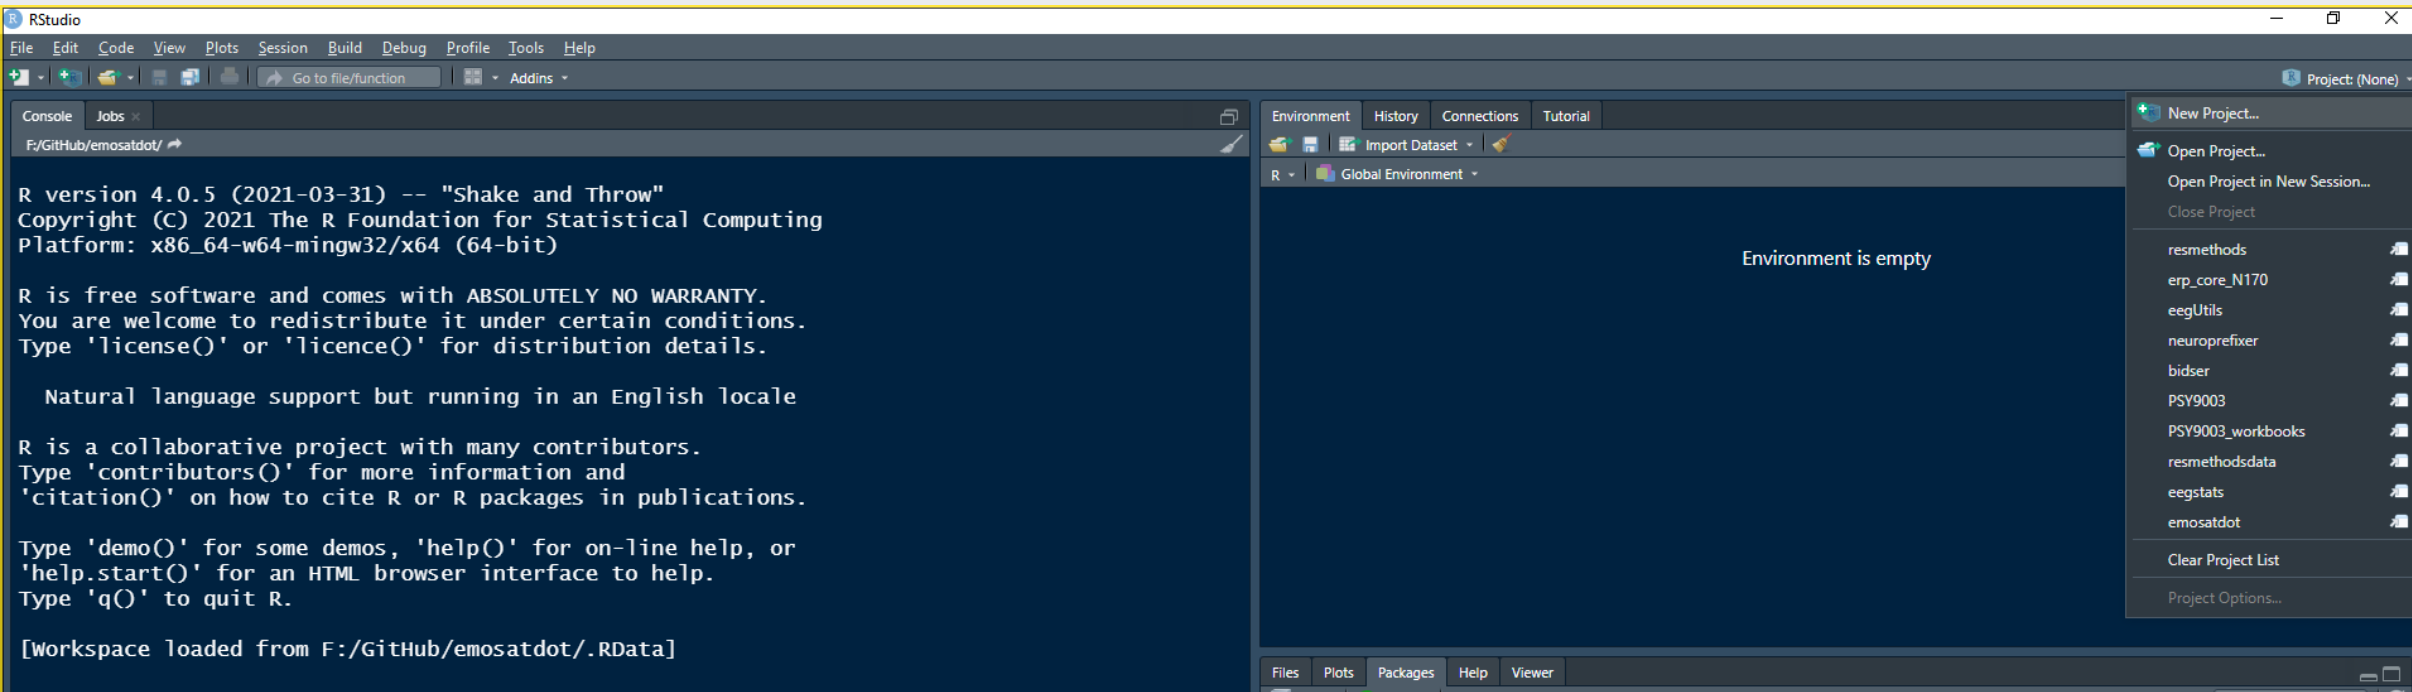 RStudio
File Edit Code View Plots Session Build Debug Profile Tools Help
Go to file/function Addins
Project: (None)
Console Jobs
F:/GitHub/emosatdot/
R version 4.0.5 (2021-03-31) -- "Shake and Throw"
Copyright (C) 2021 The R Foundation for Statistical Computing
Platform: x86_64-w64-mingw32/x64 (64-bit)
R is free software and comes with ABSOLUTELY NO WARRANTY.
You are welcome to redistribute it under certain conditions.
Type 'license()' or 'licence()' for distribution details.
Natural language support but running in an English locale
R is a collaborative project with many contributors.
Type 'contributors()' for more information and
'citation()' on how to cite R or R packages in publications.
Type 'demo()' for some demos, 'help()' for on-line help, or
'help.start()' for an HTML browser interface to help.
Type 'q()' to quit R.
[Workspace loaded from F:/GitHub/emosatdot/.RData]
Environment History Connections Tutorial
Import Dataset
R Global Environment
Environment is empty
New Project...
Open Project...
Open Project in New Session...
Close Project
resmethods
erp_core_N170
eegUtils
neuroprefixer
bidser
PSY9003
PSY9003_workbooks
resmethodsdata
eegstats
emosatdot
Clear Project List
Project Options...
Files Plots Packages Help Viewer